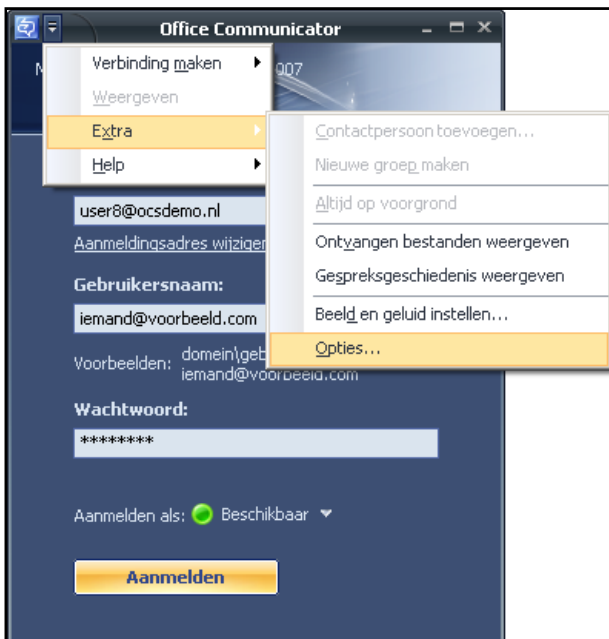 Office Communicator
Verbinding maken
007
Weergeven
Extra
Contactpersoon toevoegen...
Help
Nieuwe groep maken
Altijd op voorgrond
user8@ocsdemo.nl
Aanmeldingsadres wijzigen
Ontvangen bestanden weergeven
Gespreksgeschiedenis weergeven
Gebruikersnaam:
iemand@voorbeeld.com
Beeld en geluid instellen...
Opties...
Voorbeelden: domein\geb
iemand@voorbeeld.com
Wachtwoord:
********
Aanmelden als: Beschikbaar
Aanmelden